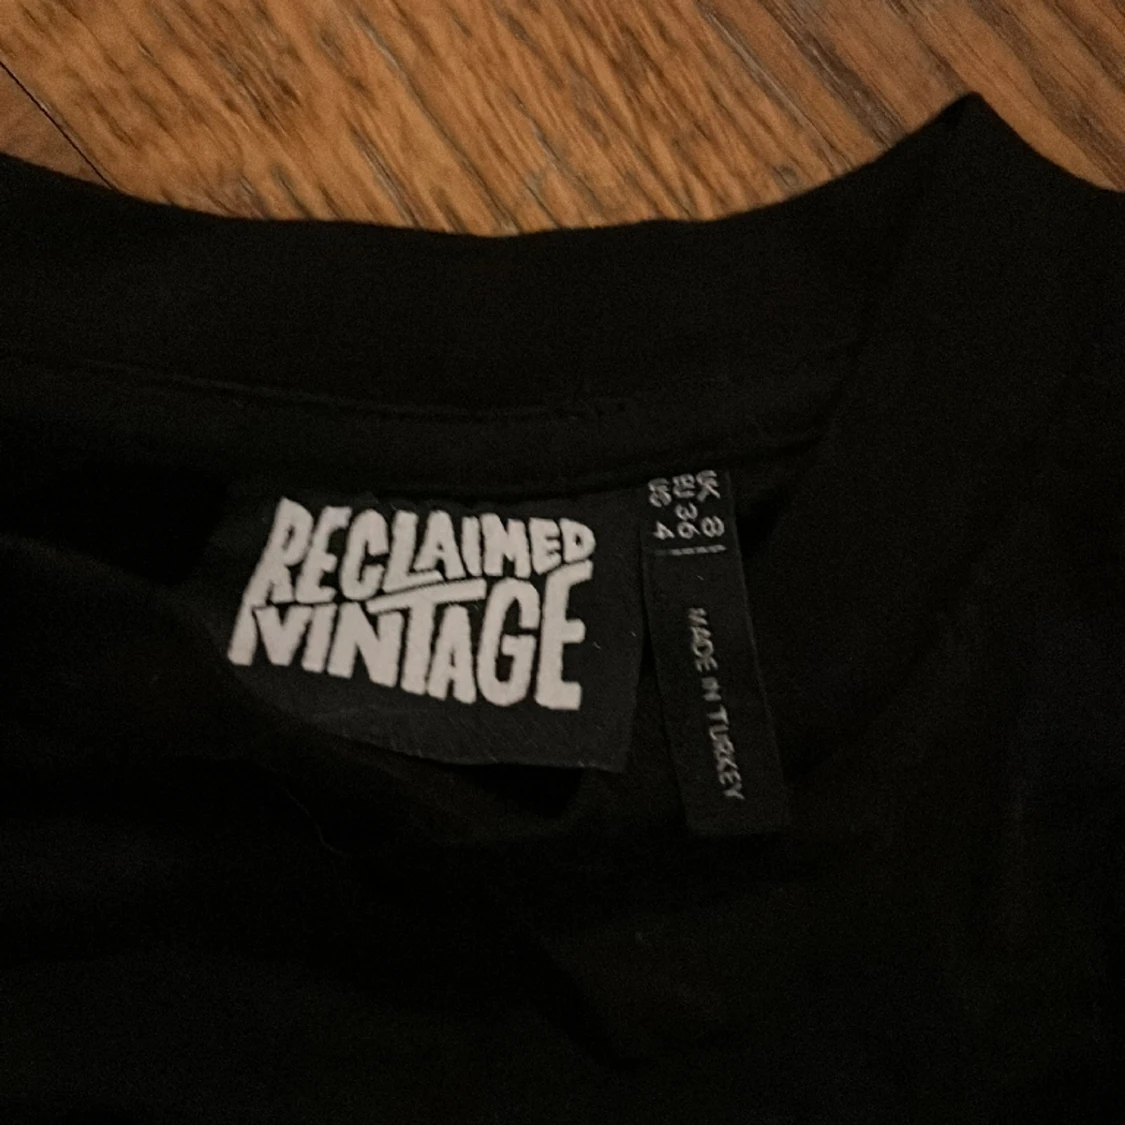 RECLAIMED
VINTAGE
UK 8
EU 36
US 4
MADE IN TURKEY